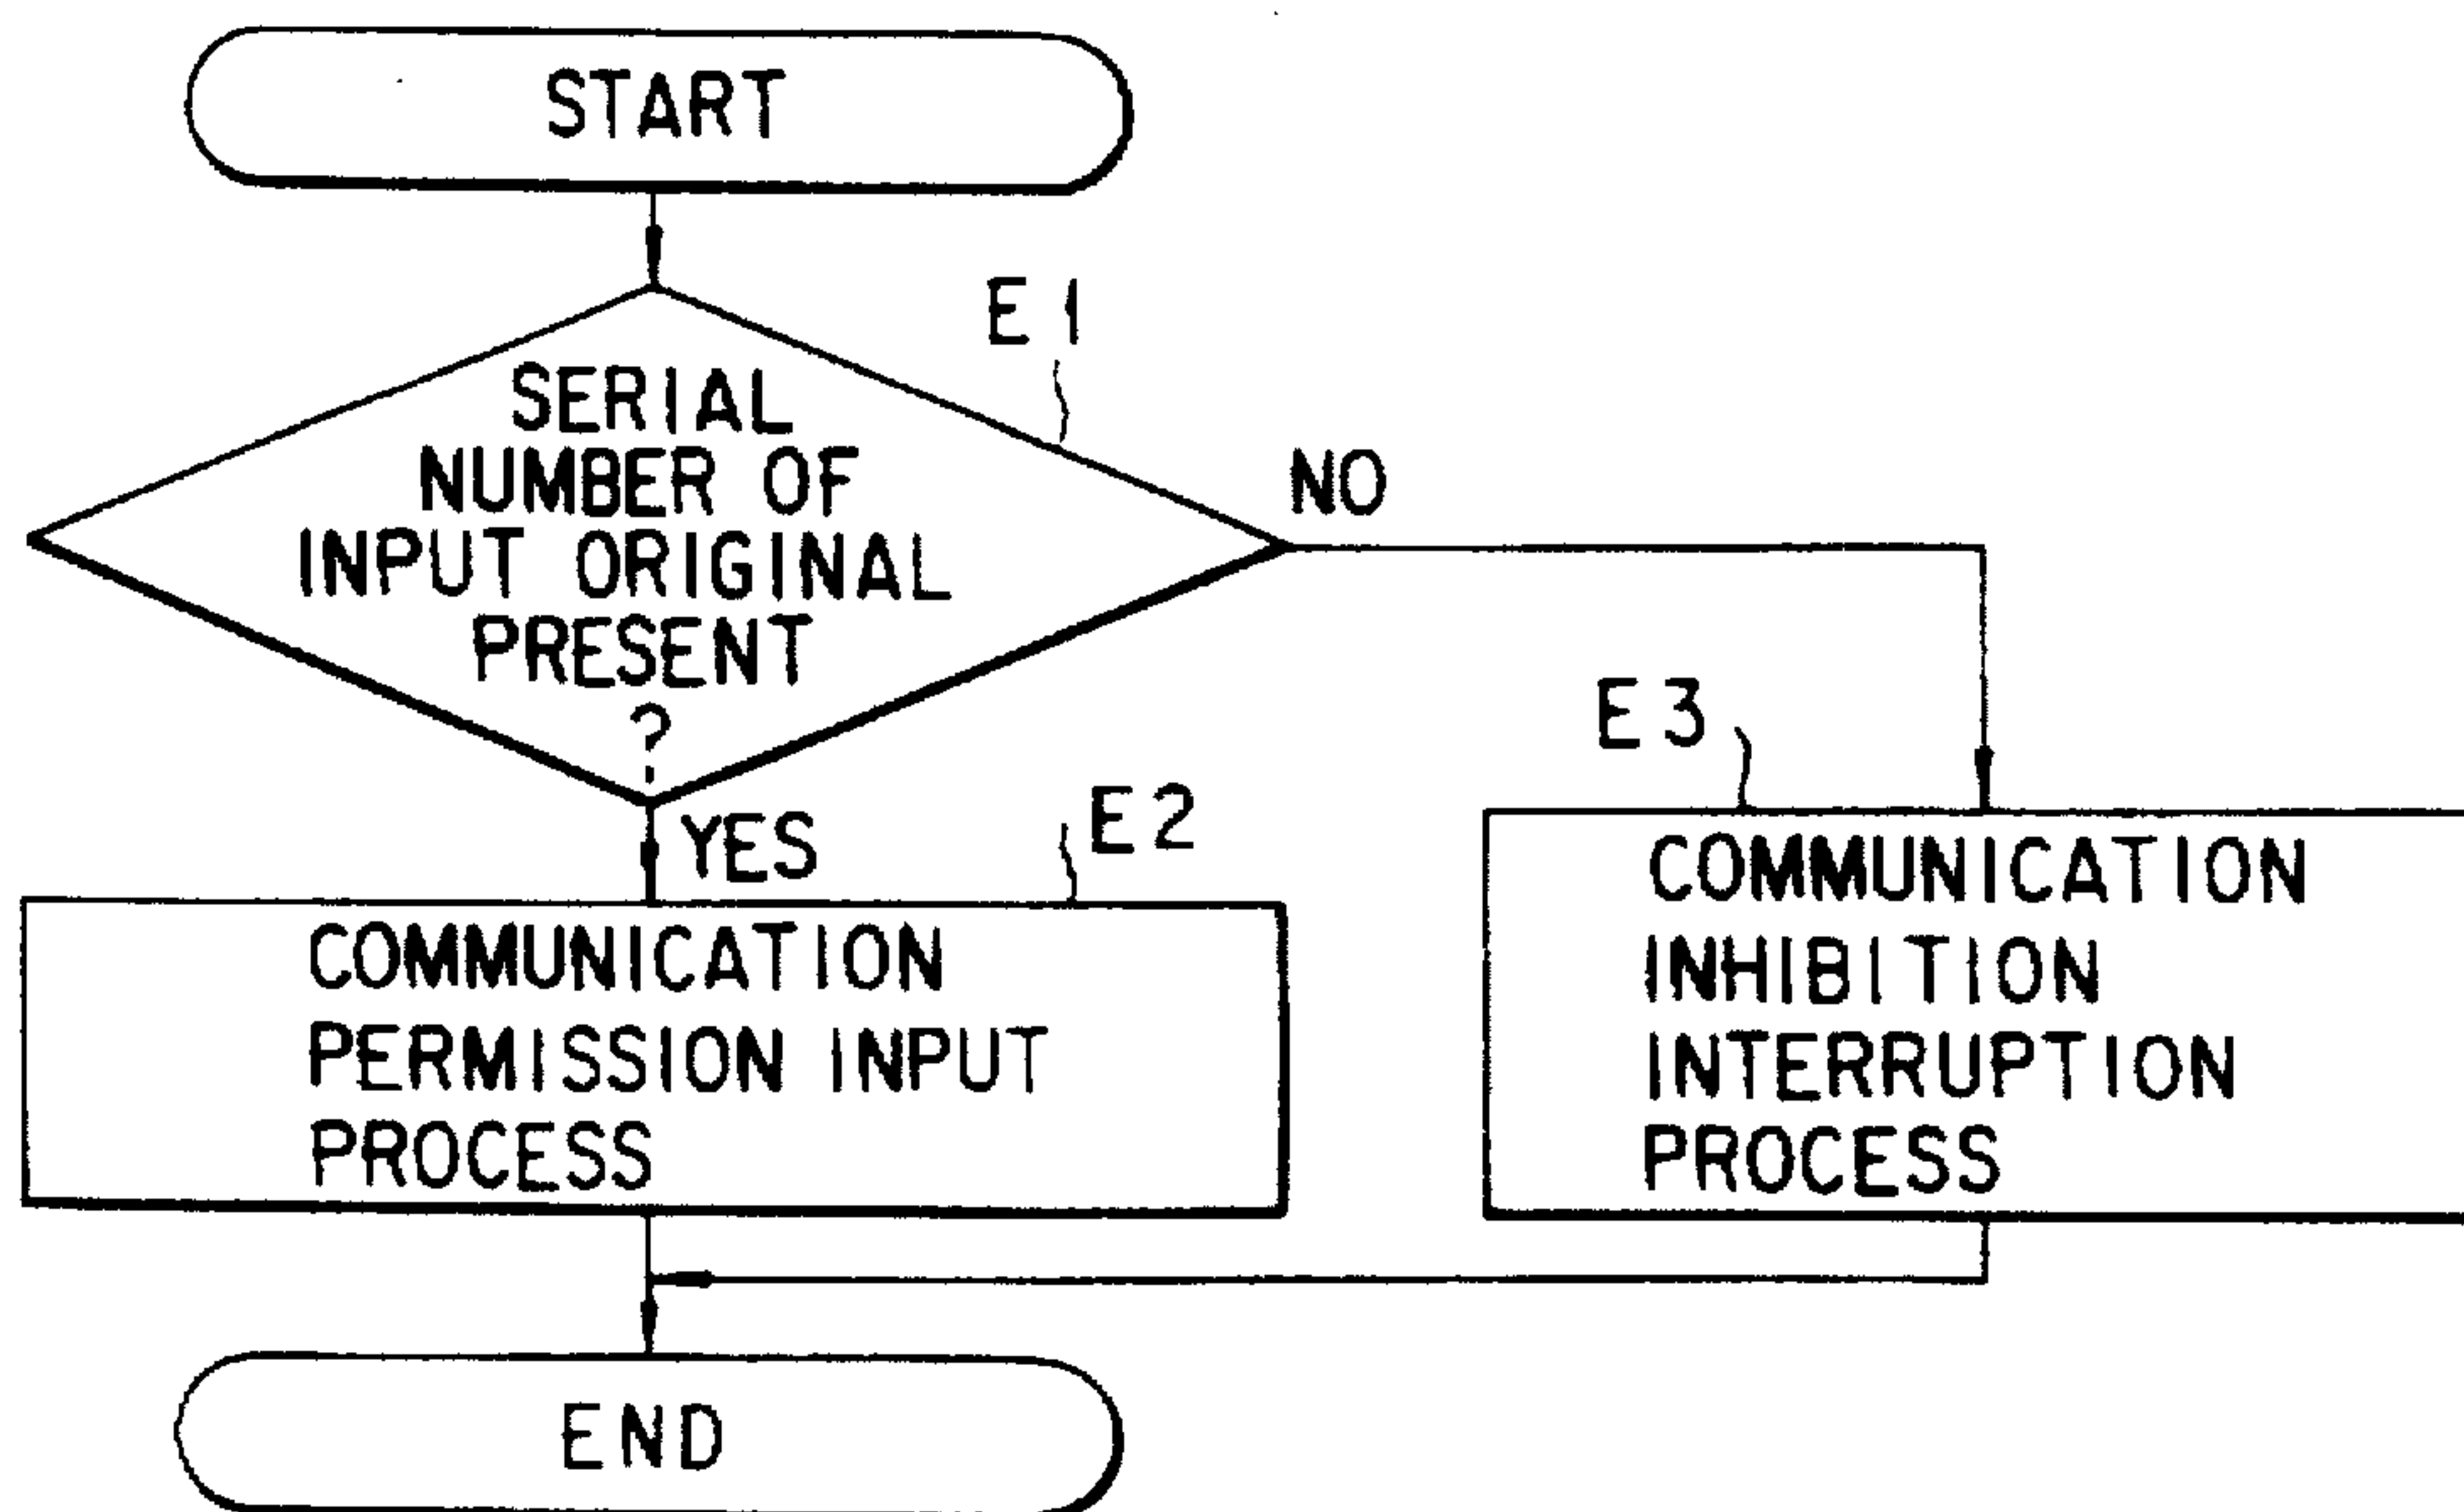 START
E1
SERIAL
NUMBER OF
INPUT ORIGINAL
PRESENT
?
NO
YES
E2
COMMUNICATION
PERMISSION INPUT
PROCESS
E3
COMMUNICATION
INHIBITION
INTERRUPTION
PROCESS
END